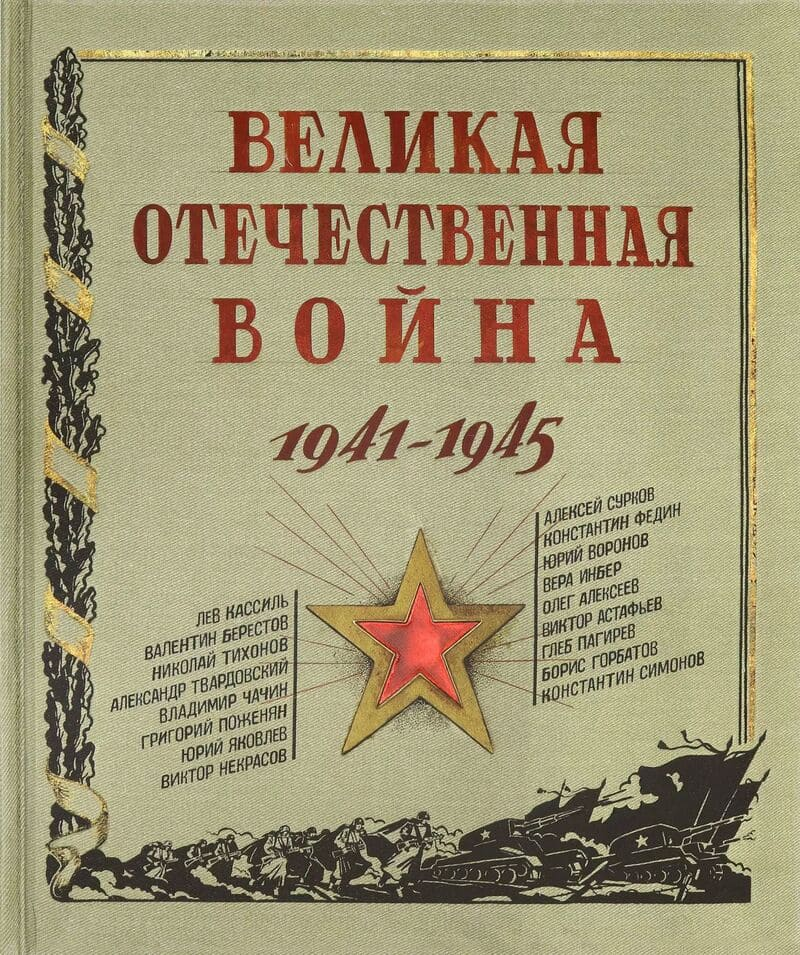 ВЕЛИКАЯ
ОТЕЧЕСТВЕННАЯ
ВОЙНА
1941-1945
ЛЕВ КАССИЛЬ
ВАЛЕНТИН БЕРЕСТОВ
НИКОЛАЙ ТИХОНОВ
АЛЕКСАНДР ТВАРДОВСКИЙ
ВЛАДИМИР ЧАЧИН
ГРИГОРИЙ ПОЖЕНЯН
ЮРИЙ ЯКОВЛЕВ
ВИКТОР НЕКРАСОВ
АЛЕКСЕЙ СУРКОВ
КОНСТАНТИН ФЕДИН
ЮРИЙ ВОРОНОВ
ВЕРА ИНБЕР
ОЛЕГ АЛЕКСЕЕВ
ВИКТОР АСТАФЬЕВ
ГЛЕБ ПАГИРЕВ
БОРИС ГОРБАТОВ
КОНСТАНТИН СИМОНОВ